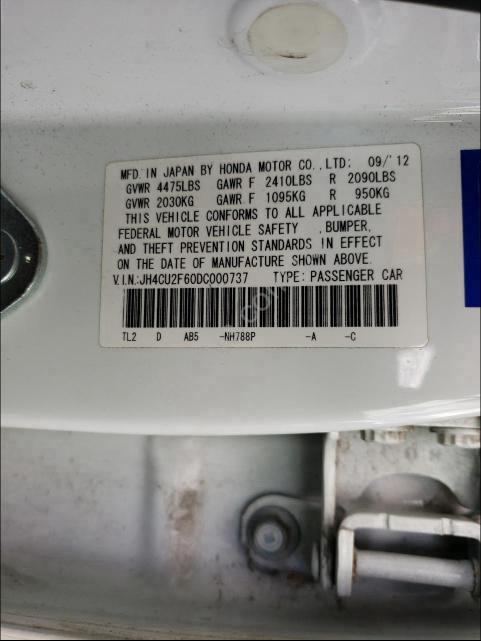 MFD. IN JAPAN BY HONDA MOTOR CO., LTD: 09/'12
GVWR 4475LBS GAWR F 2410LBS R 2090LBS
GVWR 2030KG GAWR F 1095KG R 950KG
THIS VEHICLE CONFORMS TO ALL APPLICABLE
FEDERAL MOTOR VEHICLE SAFETY , BUMPER,
AND THEFT PREVENTION STANDARDS IN EFFECT
ON THE DATE OF MANUFACTURE SHOWN ABOVE.
V.I.N:JH4CU2F60DC000737 TYPE: PASSENGER CAR
TL2 D AB5 -NH788P -A -C